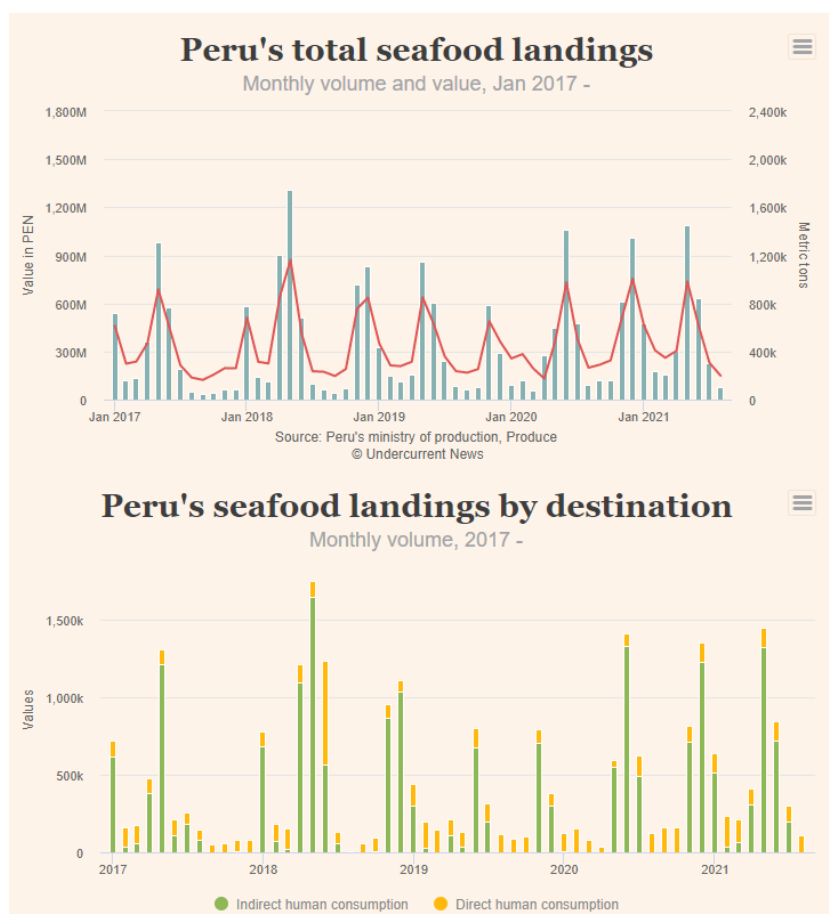 Peru's total seafood landings
Monthly volume and value, Jan 2017 -
1,800M
2,400k
1,500M
2,000k
1,200M
1,600k
900M
1,200k
600M
800k
300M
400k
0
0
Value in PEN
Metric tons
Jan 2017
Jan 2018
Jan 2019
Jan 2020
Jan 2021
Source: Peru's ministry of production, Produce
© Undercurrent News
Peru's seafood landings by destination
Monthly volume, 2017 -
1,500k
1,000k
500k
0
Values
2017
2018
2019
2020
2021
Indirect human consumption
Direct human consumption